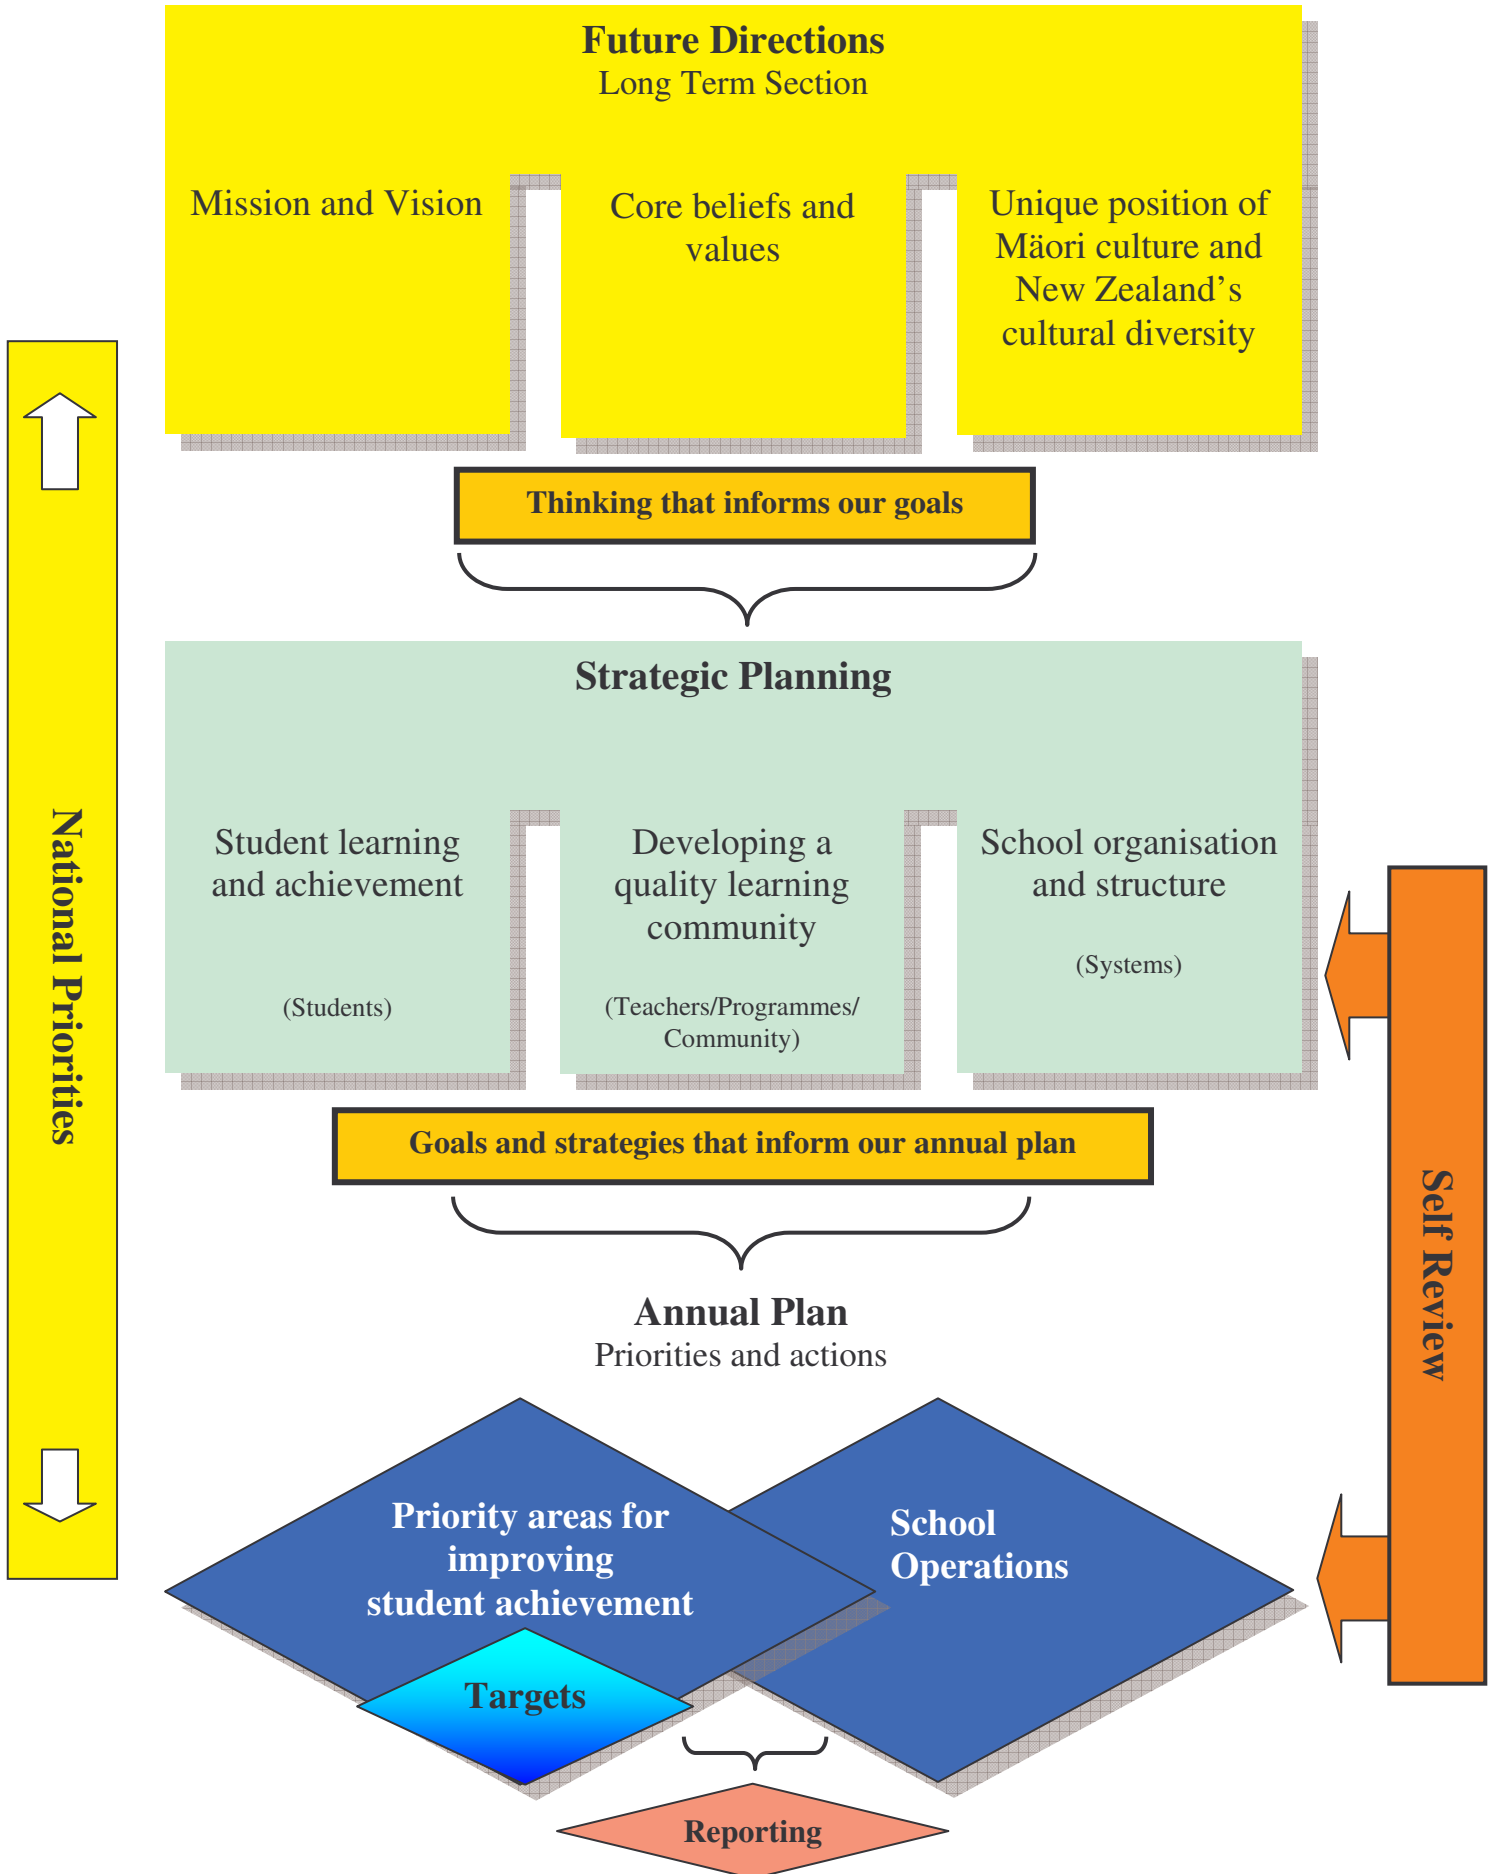 Future Directions
Long Term Section
Mission and Vision
Core beliefs and
values
Unique position of
Mäori culture and
New Zealand’s
cultural diversity
Thinking that informs our goals
National Priorities
Strategic Planning
Student learning
and achievement
(Students)
Developing a
quality learning
community
(Teachers/Programmes/
Community)
School organisation
and structure
(Systems)
Goals and strategies that inform our annual plan
Self Review
Annual Plan
Priorities and actions
Priority areas for
improving
student achievement
School
Operations
Targets
Reporting